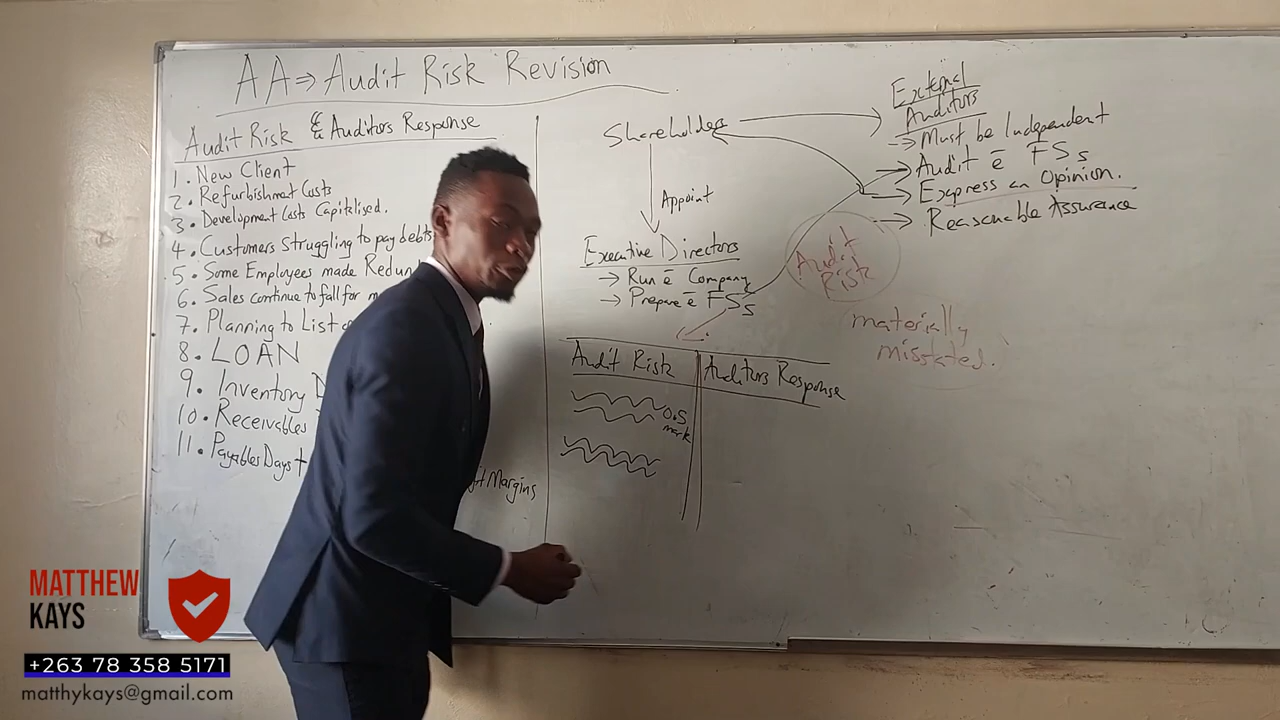 AA⇒ Audit Risk Revision
Audit Risk & Auditors Response
1. New Client
2. Refurbishment Costs
3. Development Costs Capitalised.
4. Customers Struggling to pay debts
5. Some Employees made
6. Sales continue to fall for
7. Planning to List
8. LOAN
9. Inventory
10. Receivables
11. Payables Days
Margins
Shareholders
Appoint
Executive Directors
→ Run ē Company
→ Prepare ē FSs
External
Auditors
→ Must be Independent
→ Audit ē FSs
→ Express an Opinion.
→ Reasonable Assurance
Audit
Risk
materially
misstated.
Audit Risk
Auditors Response
0.5
mark
MATTHEW
KAYS
+263 78 358 5171
matthykays@gmail.com